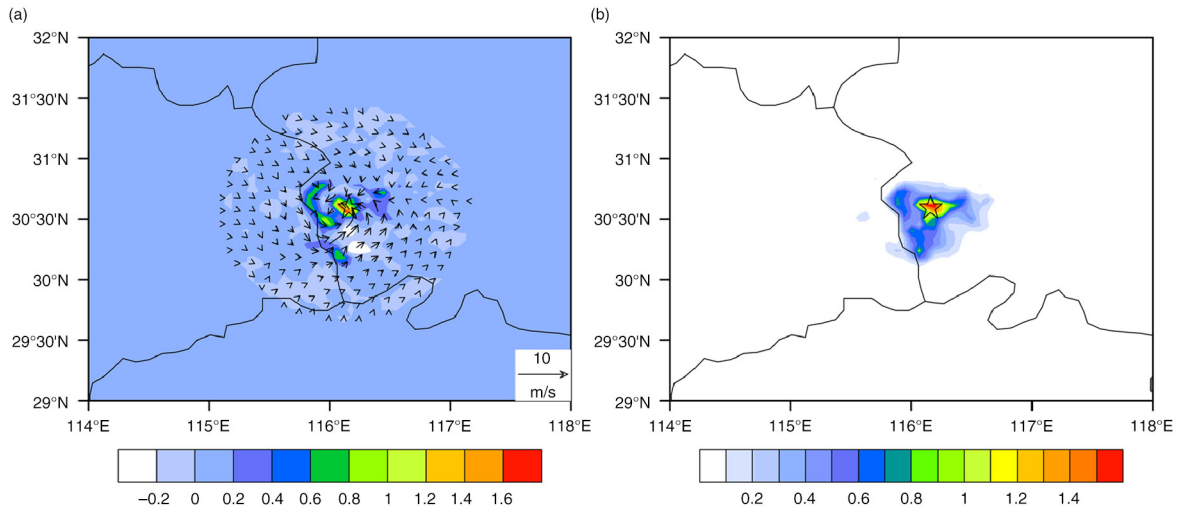 (a)
32°N
31°30'N
31°N
30°30'N
30°N
29°30'N
29°N
114°E 115°E 116°E 117°E 118°E
10
m/s
−0.2 0 0.2 0.4 0.6 0.8 1 1.2 1.4 1.6
(b)
32°N
31°30'N
31°N
30°30'N
30°N
29°30'N
29°N
114°E 115°E 116°E 117°E 118°E
0.2 0.4 0.6 0.8 1 1.2 1.4